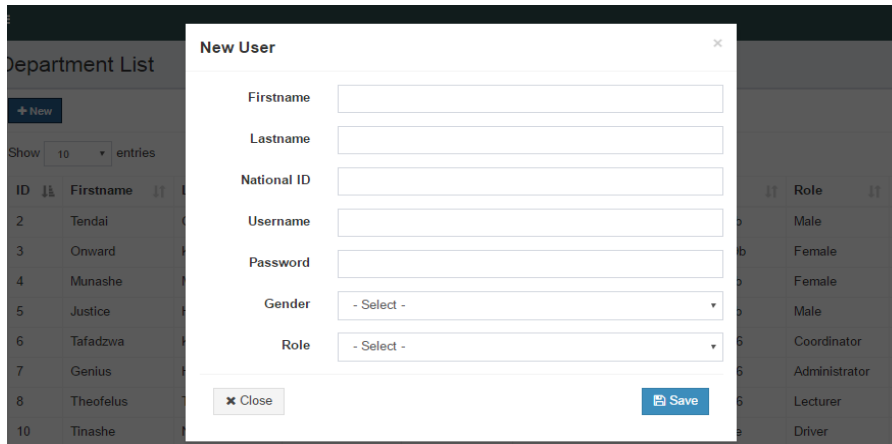 New User ×
Department List
Firstname
+ New
Lastname
Show 10 entries
National ID
ID Firstname Role
Username
2 Tendai Male
3 Onward Female
Password
4 Munashe Female
Gender - Select -
5 Justice Male
Role - Select -
6 Tafadzwa Coordinator
7 Genius Administrator
8 Theofelus Lecturer
× Close Save
10 Tinashe Driver